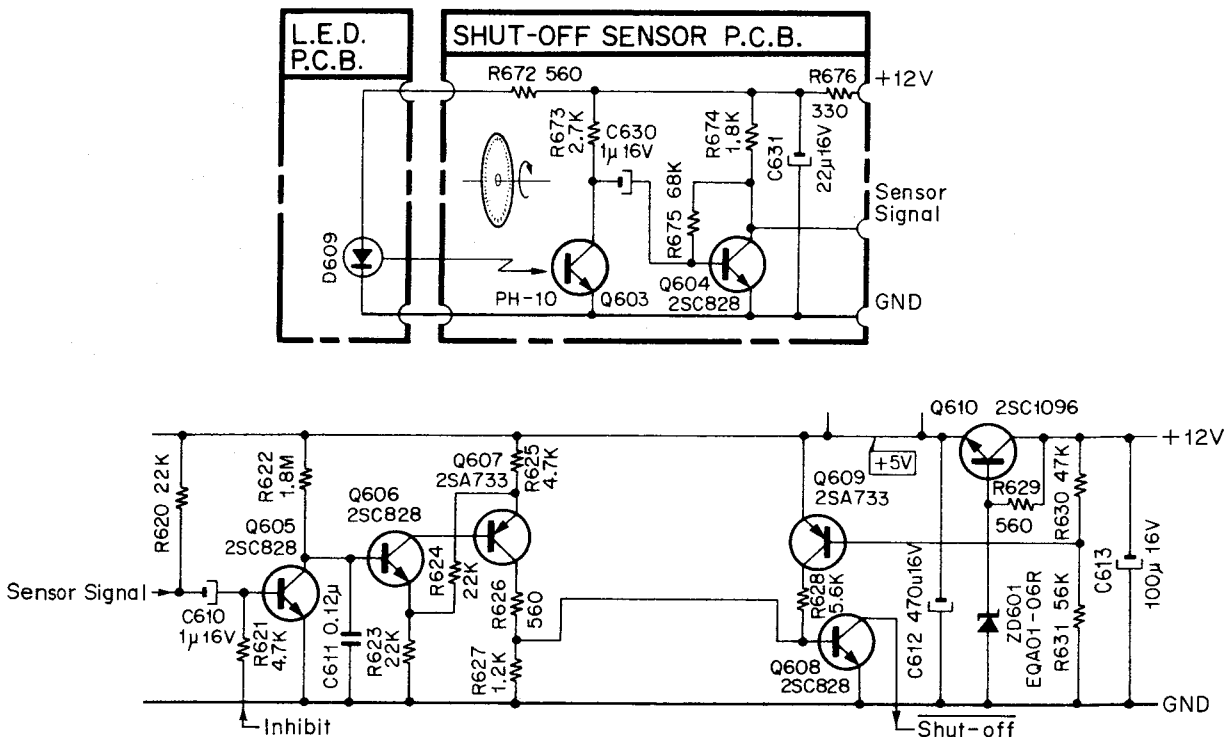 L.E.D.
P.C.B.
SHUT-OFF SENSOR P.C.B.
R672 560
R676
330
+12V
R673
2.7K
C630
1µ16V
R674
1.8K
C631
22µ16V
R675 68K
Sensor
Signal
D609
PH-10
Q603
Q604
2SC828
GND
Q610 2SC1096
+12V
+5V
R620 22K
R622
1.8M
Q605
2SC828
Q606
2SC828
Q607
2SA733
R625
4.7K
Q609
2SA733
R629
560
R630 47K
C613
100µ 16V
R624
22K
R626
560
R628
5.6K
C612 470u16V
ZD601
EQA01-06R
R631 56K
Sensor Signal
C610
1µ16V
R621
4.7K
C611 0.12µ
R623
22K
R627
1.2K
Q608
2SC828
GND
Inhibit
Shut-off